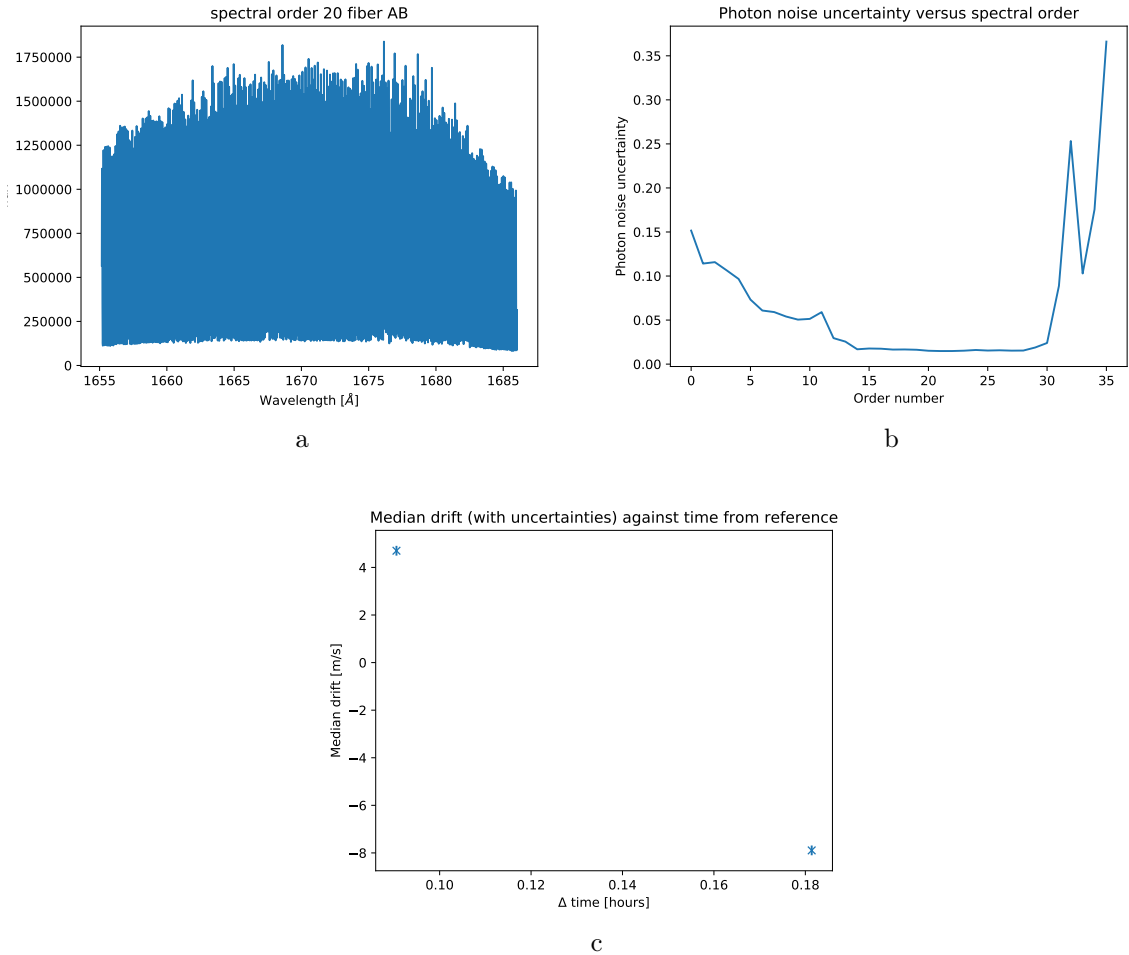 spectral order 20 fiber AB
1750000
1500000
1250000
1000000
750000
500000
250000
0
1655 1660 1665 1670 1675 1680 1685
Wavelength [Å]
a
Photon noise uncertainty versus spectral order
Photon noise uncertainty
0.35
0.30
0.25
0.20
0.15
0.10
0.05
0.00
0 5 10 15 20 25 30 35
Order number
b
Median drift (with uncertainties) against time from reference
Median drift [m/s]
4
2
0
−2
−4
−6
−8
0.10 0.12 0.14 0.16 0.18
Δ time [hours]
c